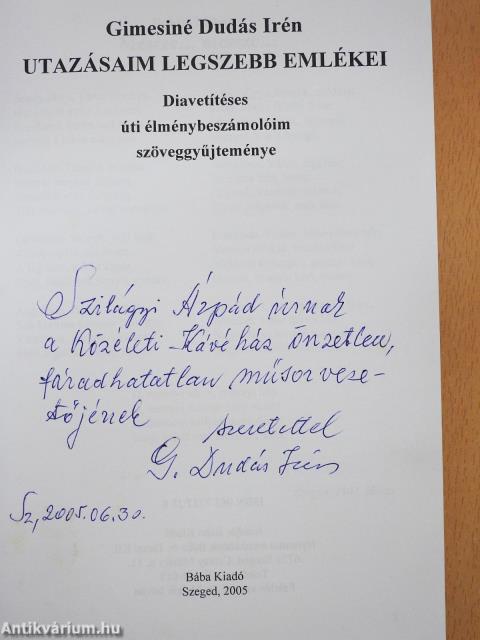 Gimesiné Dudás Irén
UTAZÁSAIM LEGSZEBB EMLÉKEI
Diavetítéses
úti élménybeszámolóim
szöveggyűjteménye
Szilágyi Árpád úrnak
a Közéleti Kávéház önzetlen,
fáradhatatlan műsorveze-
tőjének
szeretettel
G. Dudás Irén
Sz, 2005.06.30.
Bába Kiadó
Szeged, 2005
Antikvárium.hu